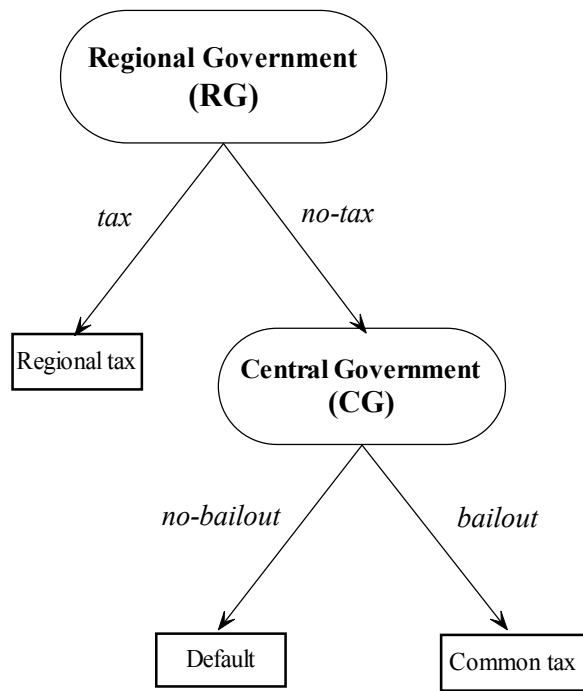 Regional Government
(RG)
tax
no-tax
Regional tax
Central Government
(CG)
no-bailout
bailout
Default
Common tax